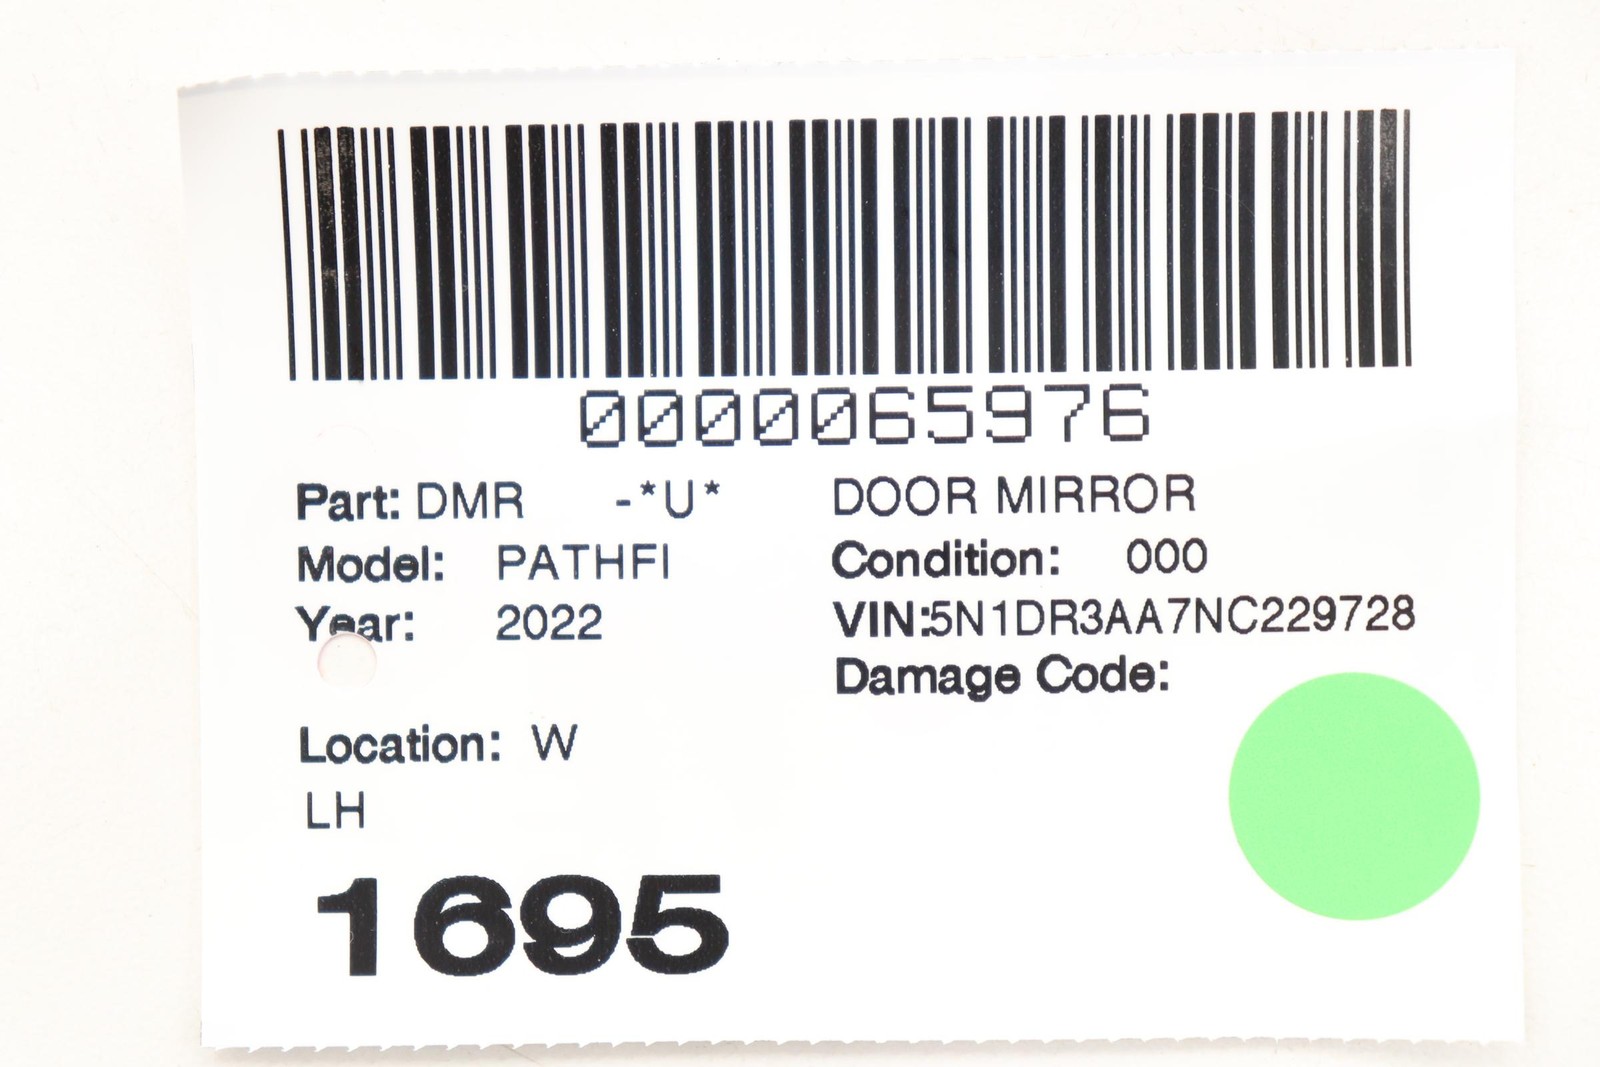 0000065976
Part: DMR -*U* DOOR MIRROR
Model: PATHFI Condition: 000
Year: 2022 VIN:5N1DR3AA7NC229728
Damage Code:
Location: W
LH
1695